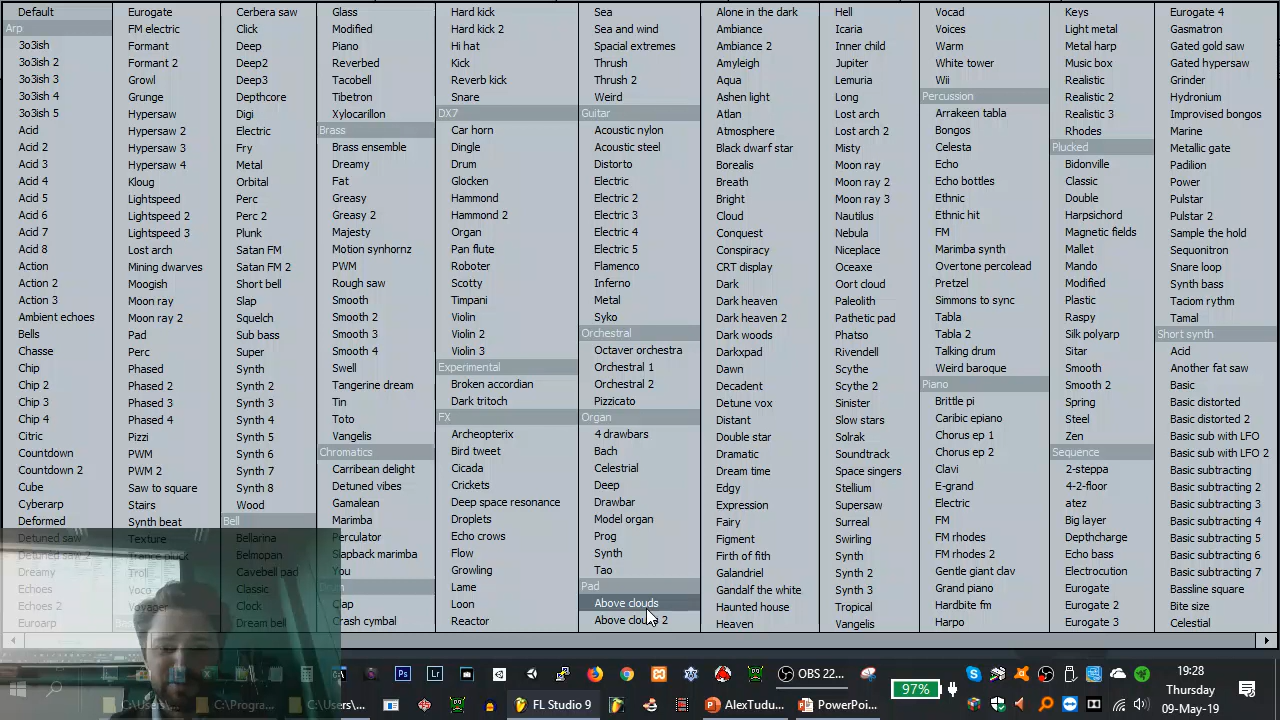 Default
Arp
3o3ish
3o3ish 2
3o3ish 3
3o3ish 4
3o3ish 5
Acid
Acid 2
Acid 3
Acid 4
Acid 5
Acid 6
Acid 7
Acid 8
Action
Action 2
Action 3
Ambient echoes
Bells
Chasse
Chip
Chip 2
Chip 3
Chip 4
Citric
Countdown
Countdown 2
Cube
Cyberarp
Deformed
Detuned saw
Detuned saw 2
Dreamy
Echoes
Echoes 2
Euroarp
Eurogate
FM electric
Formant
Formant 2
Growl
Grunge
Hypersaw
Hypersaw 2
Hypersaw 3
Hypersaw 4
Kloug
Lightspeed
Lightspeed 2
Lightspeed 3
Lost arch
Mining dwarves
Moogish
Moon ray
Moon ray 2
Pad
Perc
Phased
Phased 2
Phased 3
Phased 4
Pizzi
PWM
PWM 2
Saw to square
Stairs
Synth beat
Texture
Trance pluck
Troll
Voco
Voyager
Cerbera saw
Click
Deep
Deep2
Deep3
Depthcore
Digi
Electric
Fry
Metal
Orbital
Perc
Perc 2
Plunk
Satan FM
Satan FM 2
Short bell
Slap
Squelch
Sub bass
Super
Synth
Synth 2
Synth 3
Synth 4
Synth 5
Synth 6
Synth 7
Synth 8
Wood
Bell
Bellarina
Belmopan
Cavebell pad
Classic
Clock
Dream bell
Glass
Modified
Piano
Reverbed
Tacobell
Tibetron
Xylocarillon
Brass
Brass ensemble
Dreamy
Fat
Greasy
Greasy 2
Majesty
Motion synhornz
PWM
Rough saw
Smooth
Smooth 2
Smooth 3
Smooth 4
Swell
Tangerine dream
Tin
Toto
Vangelis
Chromatics
Carribean delight
Detuned vibes
Gamalean
Marimba
Perculator
Slapback marimba
You
Drum
Clap
Crash cymbal
Hard kick
Hard kick 2
Hi hat
Kick
Reverb kick
Snare
DX7
Car horn
Dingle
Drum
Glocken
Hammond
Hammond 2
Organ
Pan flute
Roboter
Scotty
Timpani
Violin
Violin 2
Violin 3
Experimental
Broken accordian
Dark tritoch
FX
Archeopterix
Bird tweet
Cicada
Crickets
Deep space resonance
Droplets
Echo crows
Flow
Growling
Lame
Loon
Reactor
Sea
Sea and wind
Spacial extremes
Thrush
Thrush 2
Weird
Guitar
Acoustic nylon
Acoustic steel
Distorto
Electric
Electric 2
Electric 3
Electric 4
Electric 5
Flamenco
Inferno
Metal
Syko
Orchestral
Octaver orchestra
Orchestral 1
Orchestral 2
Pizzicato
Organ
4 drawbars
Bach
Celestrial
Deep
Drawbar
Model organ
Prog
Synth
Tao
Pad
Above clouds
Above clouds 2
Alone in the dark
Ambiance
Ambiance 2
Amyleigh
Aqua
Ashen light
Atlan
Atmosphere
Black dwarf star
Borealis
Breath
Bright
Cloud
Conquest
Conspiracy
CRT display
Dark
Dark heaven
Dark heaven 2
Dark woods
Darkxpad
Dawn
Decadent
Detune vox
Distant
Double star
Dramatic
Dream time
Edgy
Expression
Fairy
Figment
Firth of fith
Galandriel
Gandalf the white
Haunted house
Heaven
Hell
Icaria
Inner child
Jupiter
Lemuria
Long
Lost arch
Lost arch 2
Misty
Moon ray
Moon ray 2
Moon ray 3
Nautilus
Nebula
Niceplace
Oceaxe
Oort cloud
Paleolith
Pathetic pad
Phatso
Rivendell
Scythe
Scythe 2
Sinister
Slow stars
Solrak
Soundtrack
Space singers
Stellium
Supersaw
Surreal
Swirling
Synth
Synth 2
Synth 3
Tropical
Vangelis
Vocad
Voices
Warm
White tower
Wii
Percussion
Arrakeen tabla
Bongos
Celesta
Echo
Echo bottles
Ethnic
Ethnic hit
FM
Marimba synth
Overtone percolead
Pretzel
Simmons to sync
Tabla
Tabla 2
Talking drum
Weird baroque
Piano
Brittle pi
Caribic epiano
Chorus ep 1
Chorus ep 2
Clavi
E-grand
Electric
FM
FM rhodes
FM rhodes 2
Gentle giant clav
Grand piano
Hardbite fm
Harpo
Keys
Light metal
Metal harp
Music box
Realistic
Realistic 2
Realistic 3
Rhodes
Plucked
Bidonville
Classic
Double
Harpsichord
Magnetic fields
Mallet
Mando
Modified
Plastic
Raspy
Silk polyarp
Sitar
Smooth
Smooth 2
Spring
Steel
Zen
Sequence
2-steppa
4-2-floor
atez
Big layer
Depthcharge
Echo bass
Electrocution
Eurogate
Eurogate 2
Eurogate 3
Eurogate 4
Gasmatron
Gated gold saw
Gated hypersaw
Grinder
Hydronium
Improvised bongos
Marine
Metallic gate
Padilion
Power
Pulstar
Pulstar 2
Sample the hold
Sequonitron
Snare loop
Synth bass
Taciom rythm
Tamal
Short synth
Acid
Another fat saw
Basic
Basic distorted
Basic distorted 2
Basic sub with LFO
Basic sub with LFO 2
Basic subtracting
Basic subtracting 2
Basic subtracting 3
Basic subtracting 4
Basic subtracting 5
Basic subtracting 6
Basic subtracting 7
Bassline square
Bite size
Celestial
OBS 22...
97%
19:28
Thursday
09-May-19
C:\Users\...
C:\Progra...
C:\Users\...
FL Studio 9
AlexTudu...
PowerPoi...